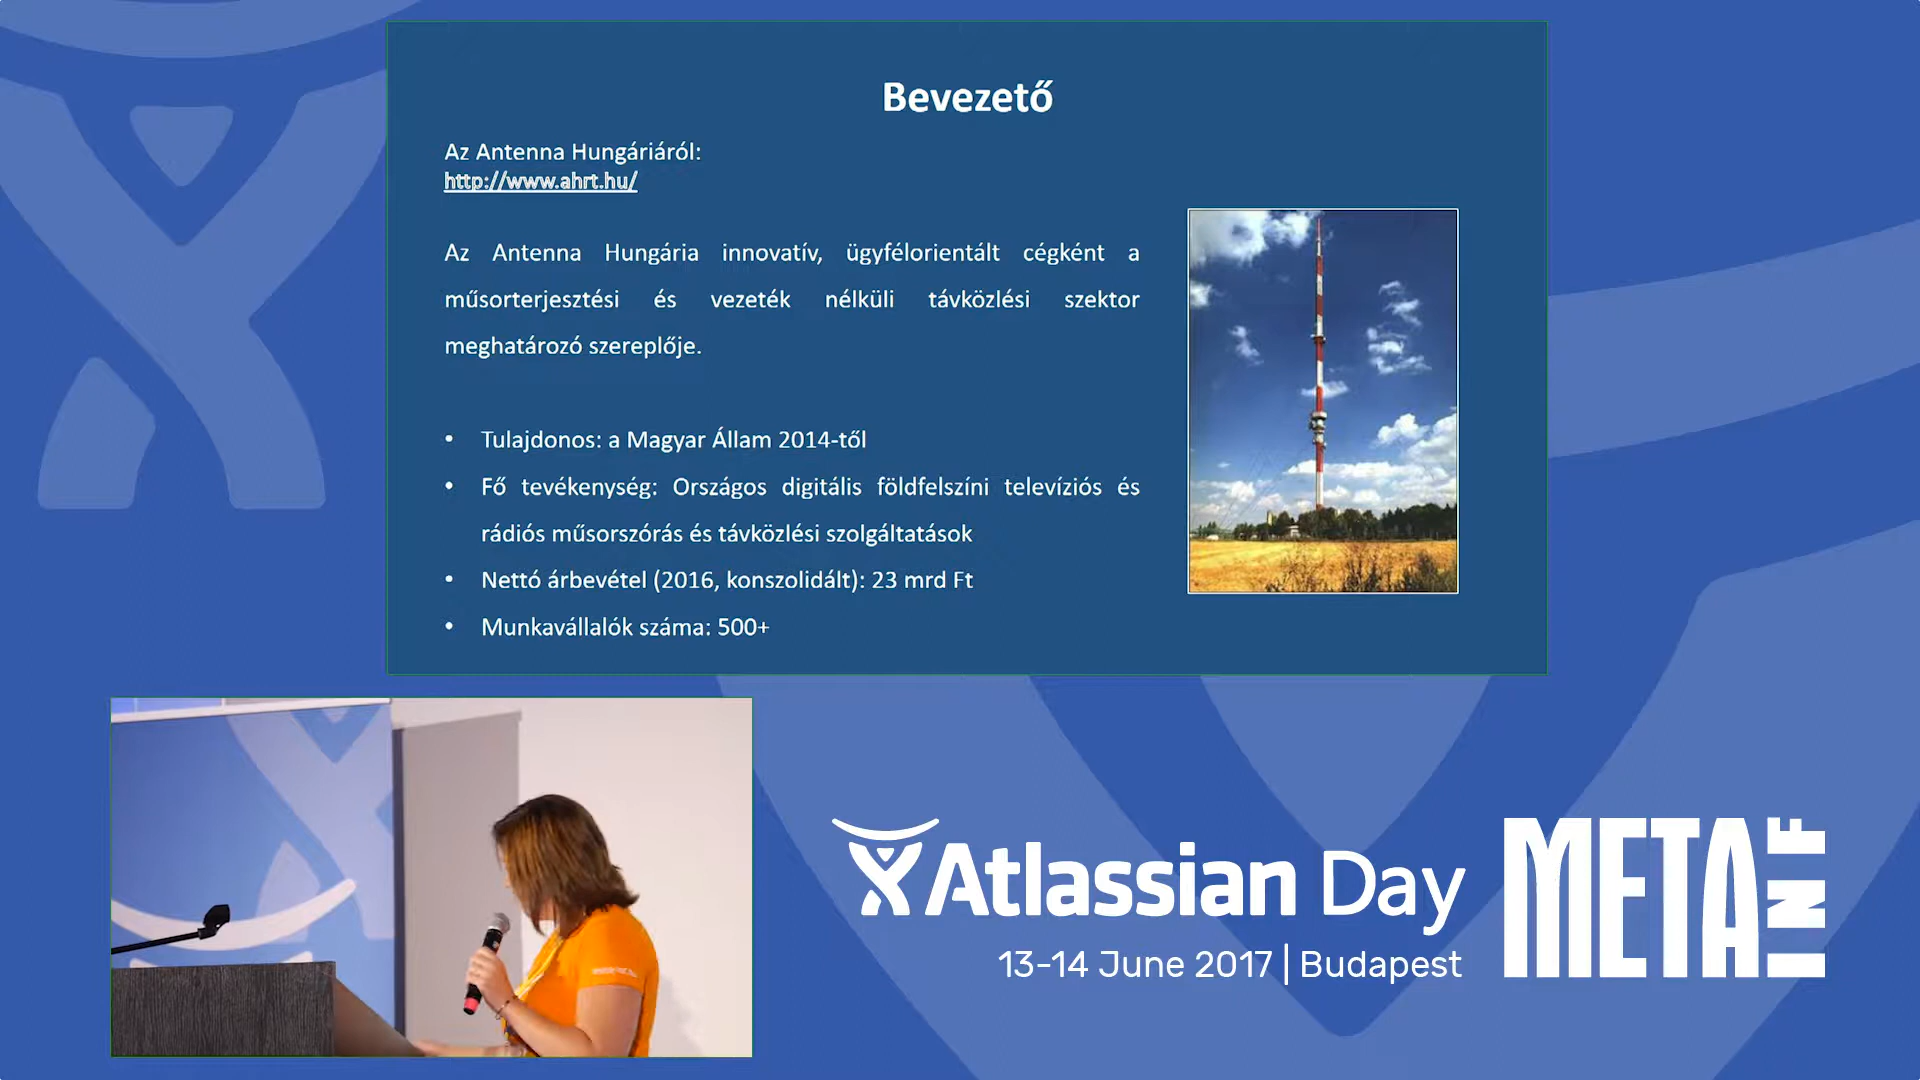 Bevezető
Az Antenna Hungáriáról:
http://www.ahrt.hu/
Az Antenna Hungária innovatív, ügyfélorientált cégként a
műsorterjesztési és vezeték nélküli távközlési szektor
meghatározó szereplője.
• Tulajdonos: a Magyar Állam 2014-től
• Fő tevékenység: Országos digitális földfelszíni televíziós és
rádiós műsorszórás és távközlési szolgáltatások
• Nettó árbevétel (2016, konszolidált): 23 mrd Ft
• Munkavállalók száma: 500+
Atlassian Day
13-14 June 2017 | Budapest
META
INF